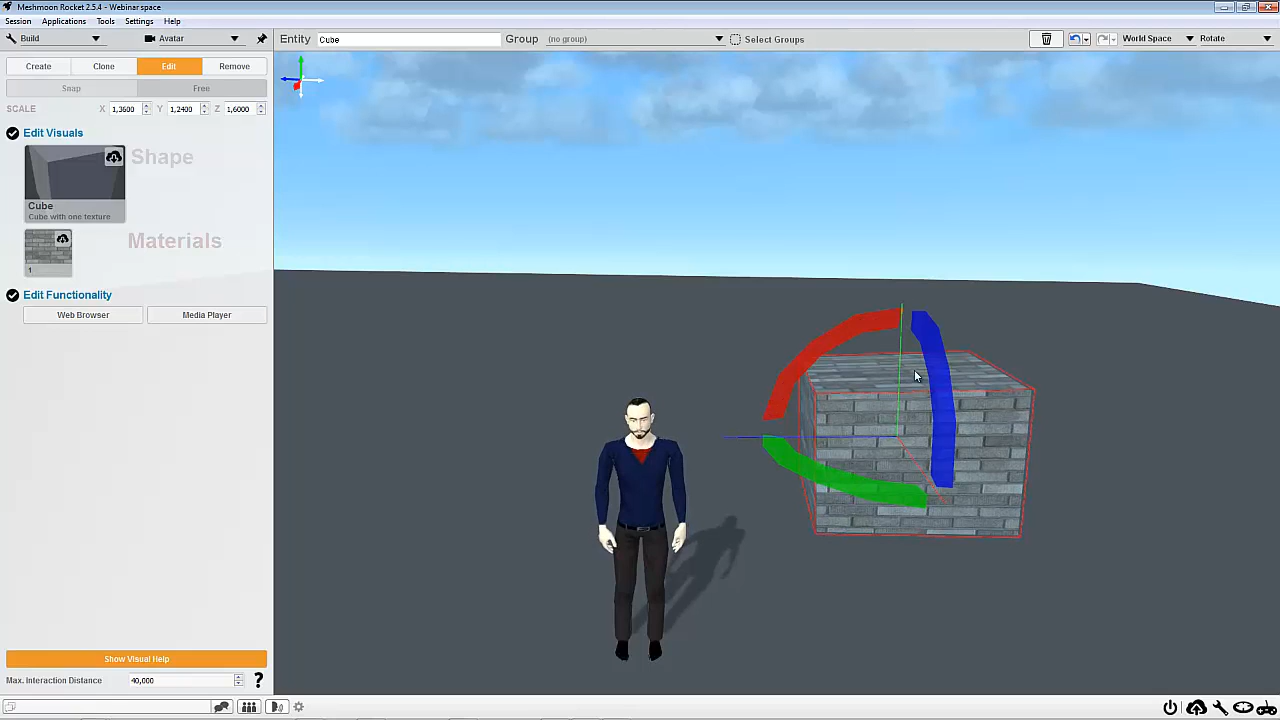 Meshmoon Rocket 2.5.4 - Webinar space
Session Applications Tools Settings Help
Build Avatar Entity Cube Group (no group) Select Groups World Space Rotate
Create Clone Edit Remove
Snap Free
SCALE X 1,3600 Y 1,2400 Z 1,6000
Edit Visuals
Shape
Cube
Cube with one texture
Materials
1
Edit Functionality
Web Browser Media Player
Show Visual Help
Max. Interaction Distance 40,000 ?